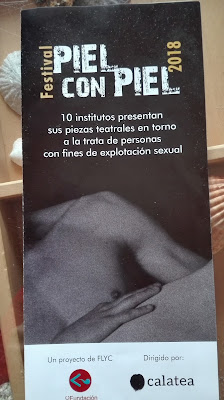 Festival
PIEL
CON PIEL
2018
10 institutos presentan
sus piezas teatrales en torno
a la trata de personas
con fines de explotación sexual
Un proyecto de FLYC
Dirigido por:
Fundación
calatea